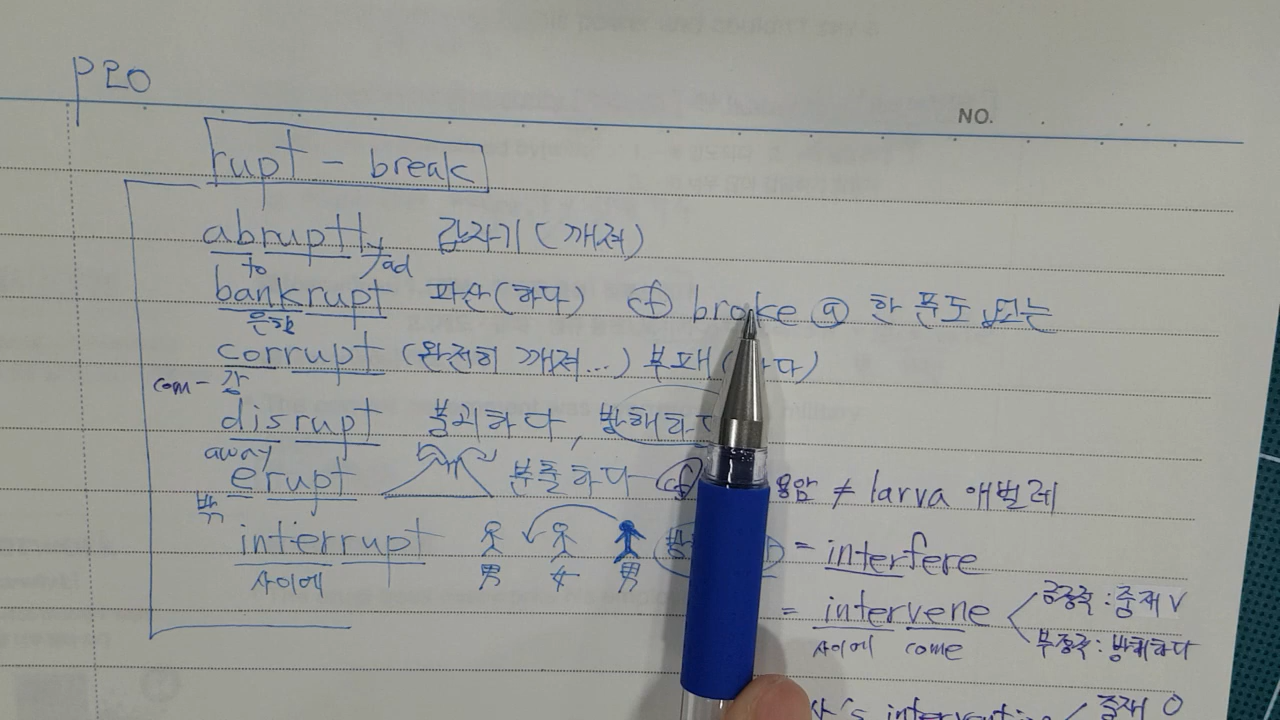 P20
NO.
rupt - break
abruptly 갑자기 (깨져)
to ad
bankrupt 파산(하다) cf broke ⓐ 한 푼도 없는
은행
corrupt (완전히 깨져...) 부패( 다)
com - 강
disrupt 붕괴하다, 방해하다
away
erupt 분출하다 cf 용암 ≠ larva 애벌레
밖
interrupt = interfere
사이에 男 女 男
= intervene 긍정적 : 중재 V
사이에 come 부정적 : 방해하다
's intervention 중재 O